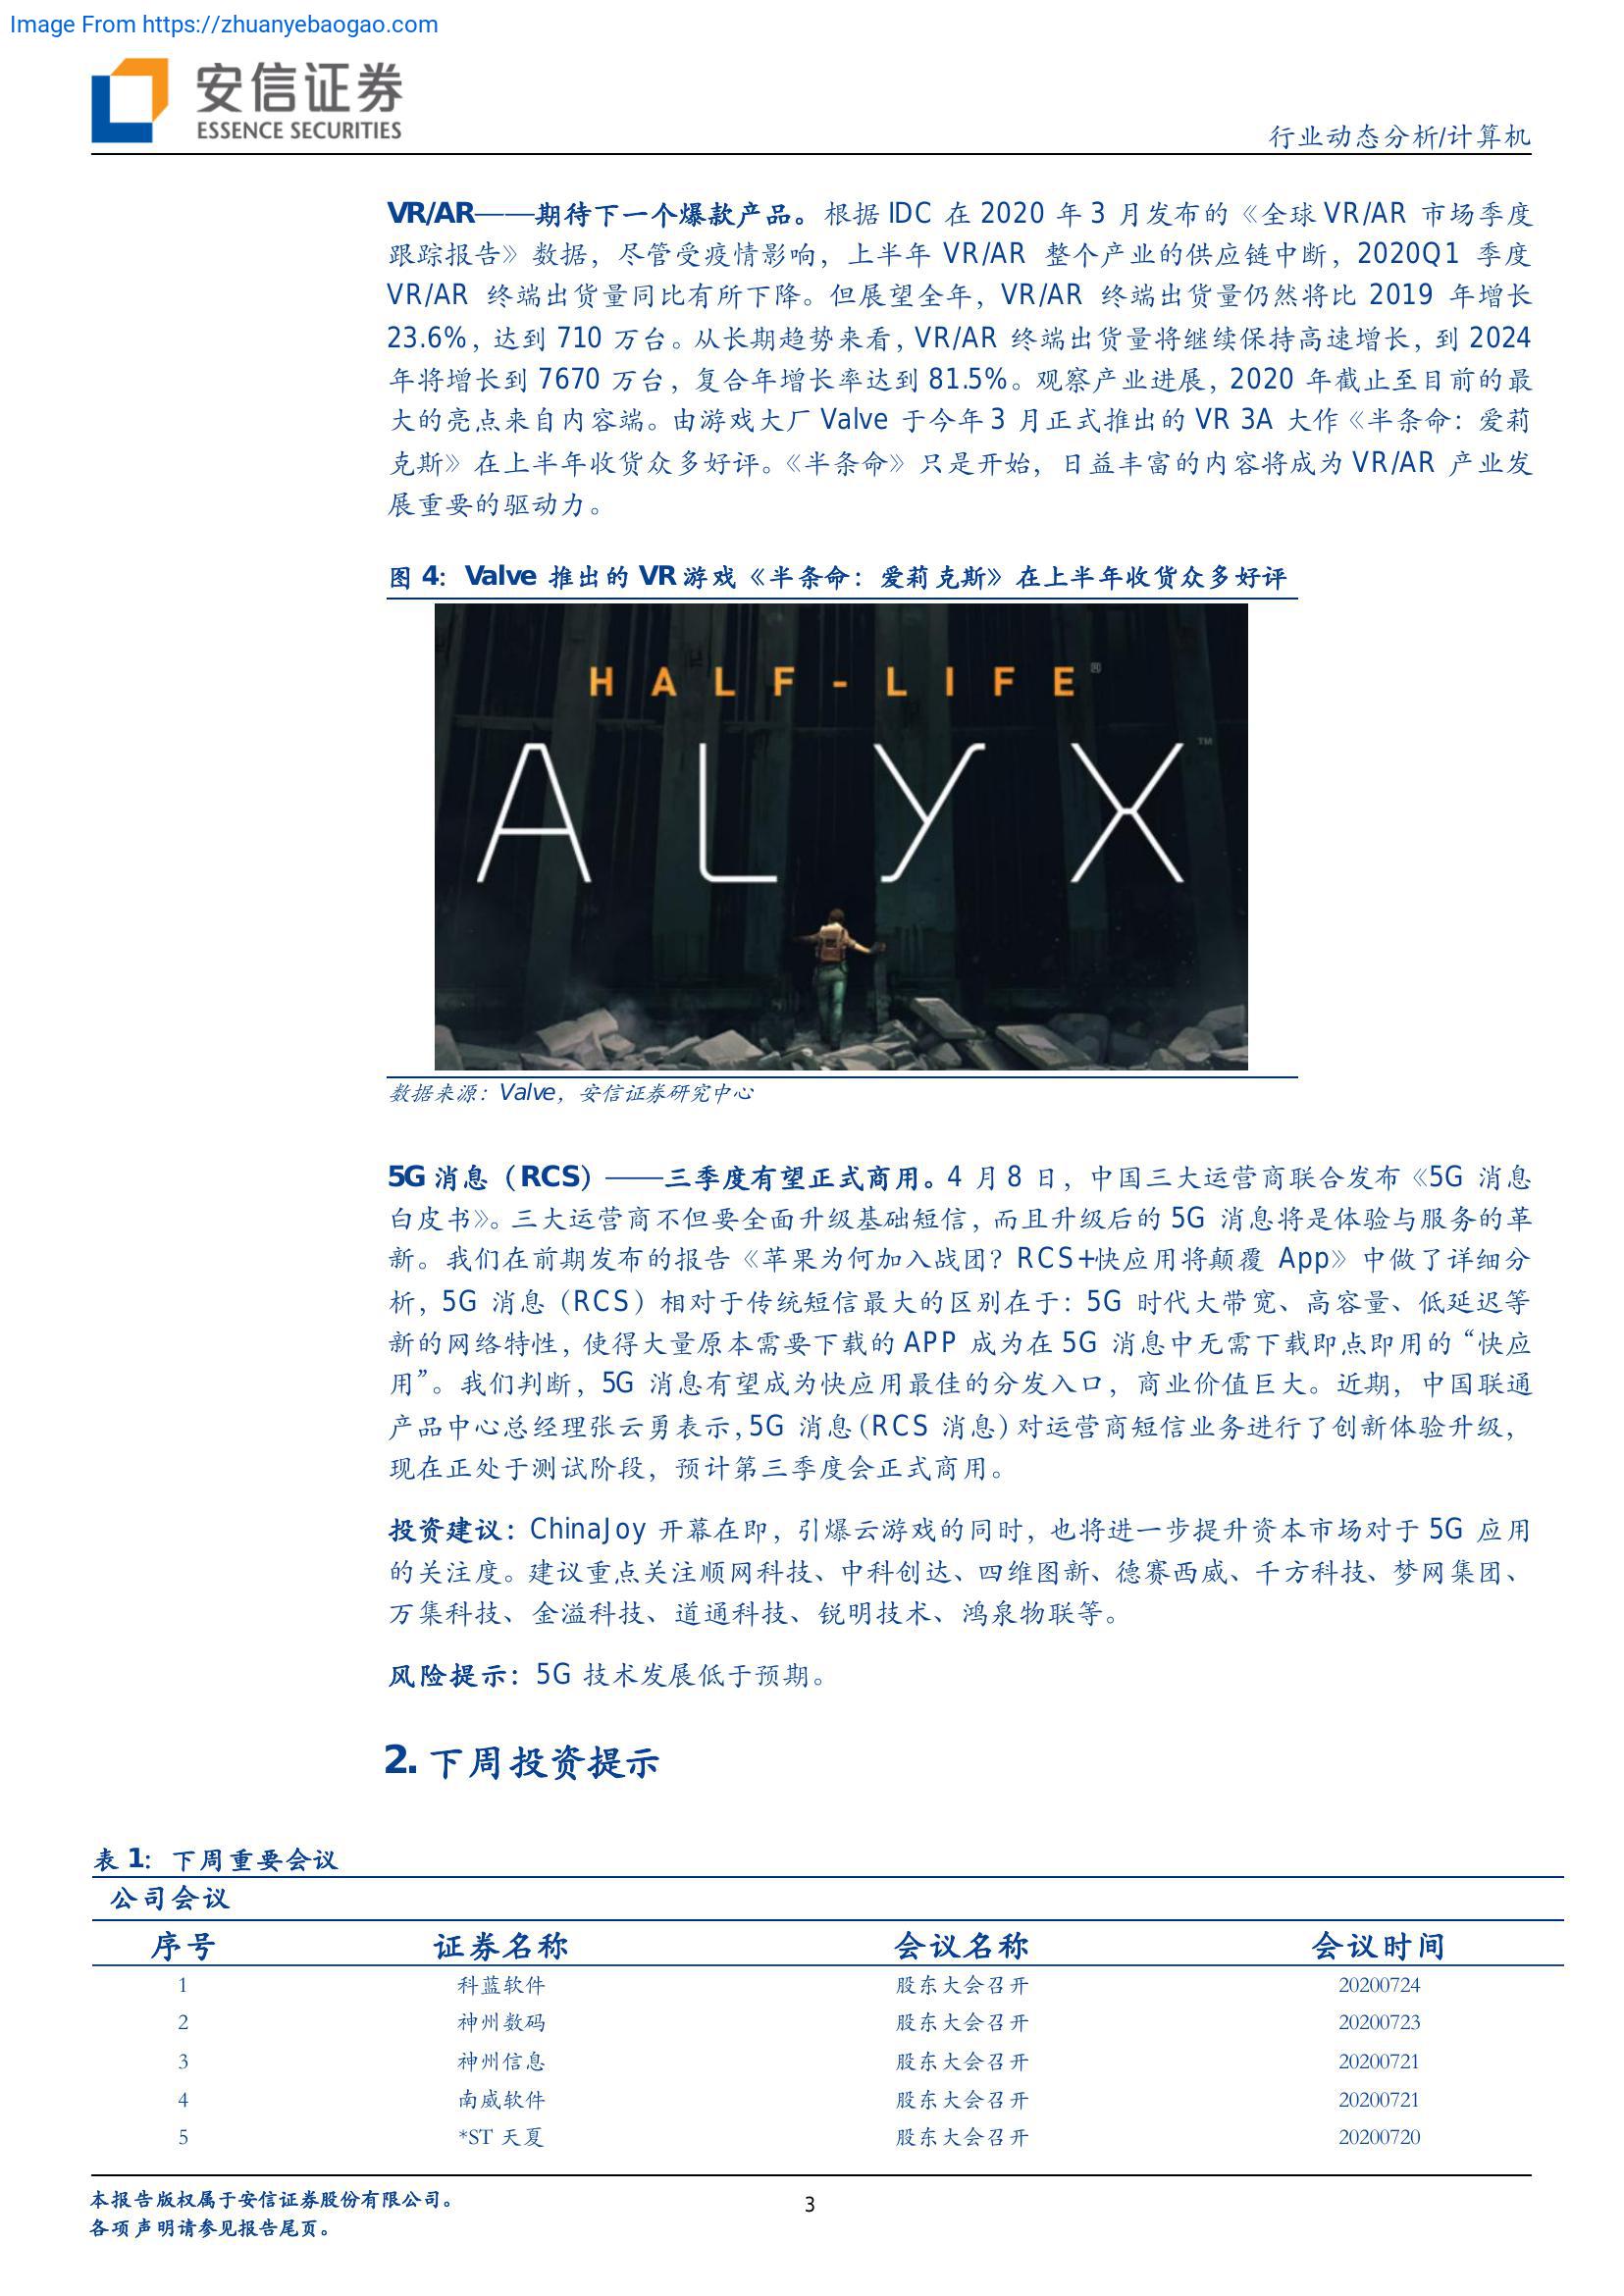 Image From https://zhuanyebaogao.com
安信证券
ESSENCE SECURITIES
行业动态分析/计算机
VR/AR——期待下一个爆款产品。根据 IDC 在 2020 年 3 月发布的《全球 VR/AR 市场季度
跟踪报告》数据，尽管受疫情影响，上半年 VR/AR 整个产业的供应链中断，2020Q1 季度
VR/AR 终端出货量同比有所下降。但展望全年，VR/AR 终端出货量仍然将比 2019 年增长
23.6%，达到 710 万台。从长期趋势来看，VR/AR 终端出货量将继续保持高速增长，到 2024
年将增长到 7670 万台，复合年增长率达到 81.5%。观察产业进展，2020 年截止至目前的最
大的亮点来自内容端。由游戏大厂 Valve 于今年 3 月正式推出的 VR 3A 大作《半条命：爱莉
克斯》在上半年收货众多好评。《半条命》只是开始，日益丰富的内容将成为 VR/AR 产业发
展重要的驱动力。
图 4：Valve 推出的 VR 游戏《半条命：爱莉克斯》在上半年收货众多好评
HALF-LIFE®
ALYX™
数据来源：Valve，安信证券研究中心
5G 消息（RCS）——三季度有望正式商用。4 月 8 日，中国三大运营商联合发布《5G 消息
白皮书》。三大运营商不但要全面升级基础短信，而且升级后的 5G 消息将是体验与服务的革
新。我们在前期发布的报告《苹果为何加入战团？RCS+快应用将颠覆 App》中做了详细分
析，5G 消息（RCS）相对于传统短信最大的区别在于：5G 时代大带宽、高容量、低延迟等
新的网络特性，使得大量原本需要下载的 APP 成为在 5G 消息中无需下载即点即用的“快应
用”。我们判断，5G 消息有望成为快应用最佳的分发入口，商业价值巨大。近期，中国联通
产品中心总经理张云勇表示，5G 消息（RCS 消息）对运营商短信业务进行了创新体验升级，
现在正处于测试阶段，预计第三季度会正式商用。
投资建议：ChinaJoy 开幕在即，引爆云游戏的同时，也将进一步提升资本市场对于 5G 应用
的关注度。建议重点关注顺网科技、中科创达、四维图新、德赛西威、千方科技、梦网集团、
万集科技、金溢科技、道通科技、锐明技术、鸿泉物联等。
风险提示：5G 技术发展低于预期。
2. 下周投资提示
表 1：下周重要会议
公司会议
序号 证券名称 会议名称 会议时间
1 科蓝软件 股东大会召开 20200724
2 神州数码 股东大会召开 20200723
3 神州信息 股东大会召开 20200721
4 南威软件 股东大会召开 20200721
5 *ST 天夏 股东大会召开 20200720
本报告版权属于安信证券股份有限公司。
3
各项声明请参见报告尾页。